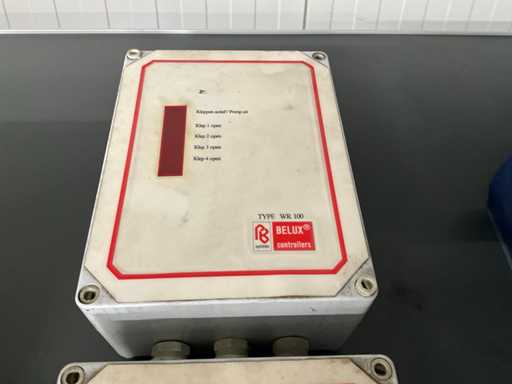 Kleppen actief / Pomp uit
Klep 1 open
Klep 2 open
Klep 3 open
Klep 4 open
TYPE WR 100
BELUX®
controllers